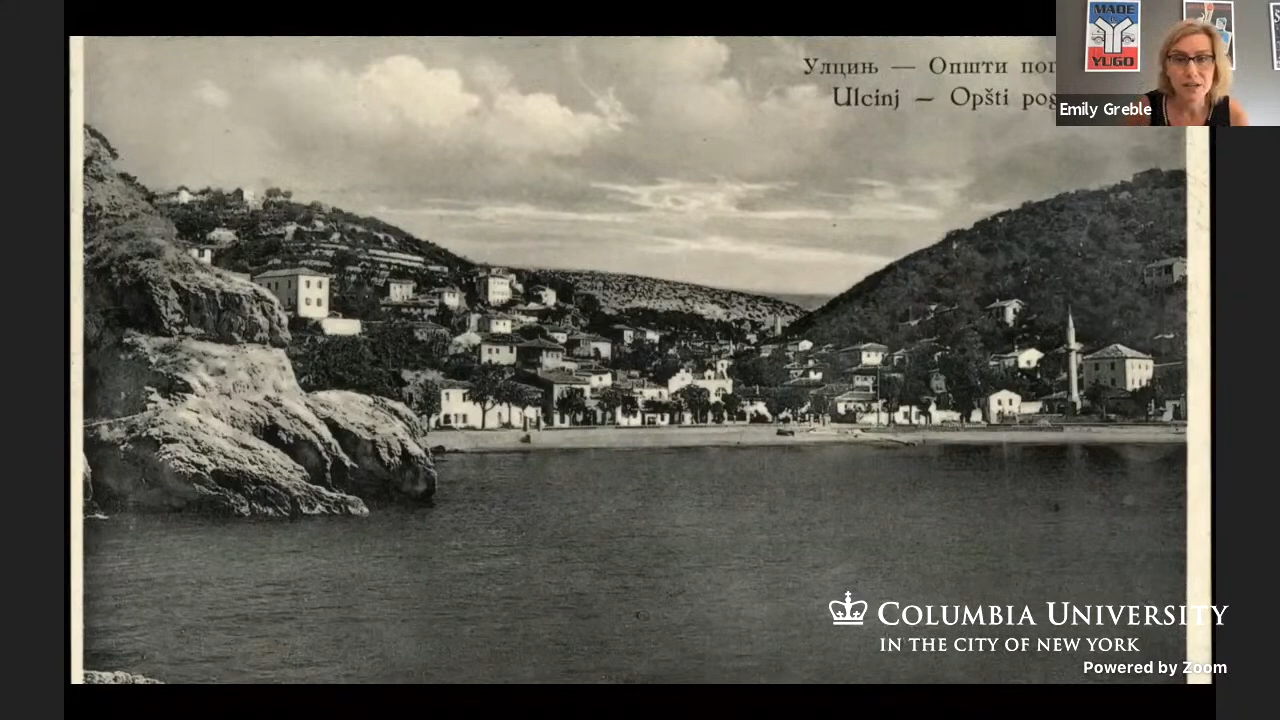 Улцињ — Општи
Ulcinj — Opšti
MADE
YUGO
Emily Greble
COLUMBIA UNIVERSITY
IN THE CITY OF NEW YORK
Powered by Zoom